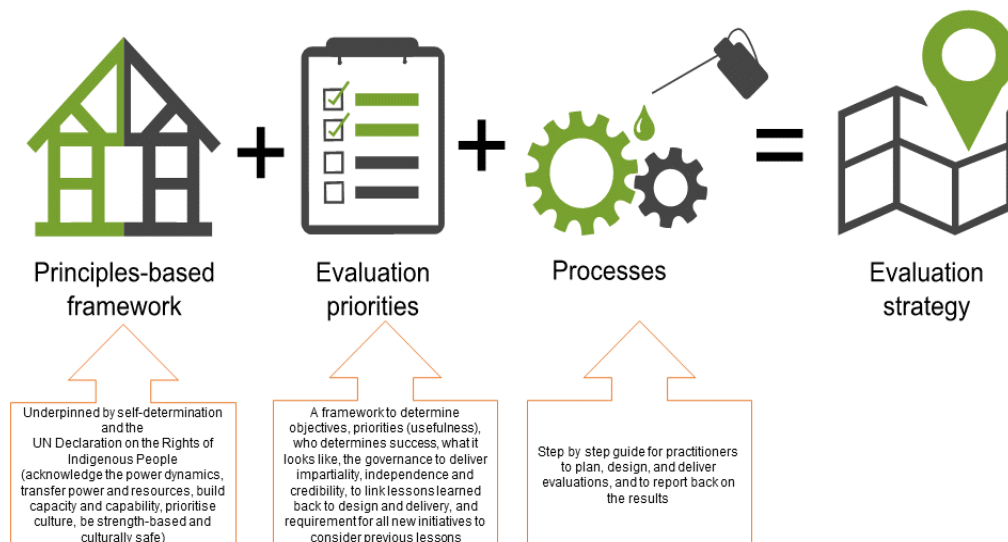 Principles-based
framework
Evaluation
priorities
Processes
Evaluation
strategy
Underpinned by self-determination
and the
UN Declaration on the Rights of
Indigenous People
(acknowledge the power dynamics,
transfer power and resources, build
capacity and capability, prioritise
culture, be strength-based and
culturally safe)
A framework to determine
objectives, priorities (usefulness),
who determines success, what it
looks like, the governance to deliver
impartiality, independence and
credibility, to link lessons learned
back to design and delivery, and
requirement for all new initiatives to
consider previous lessons
Step by step guide for practitioners
to plan, design, and deliver
evaluations, and to report back on
the results